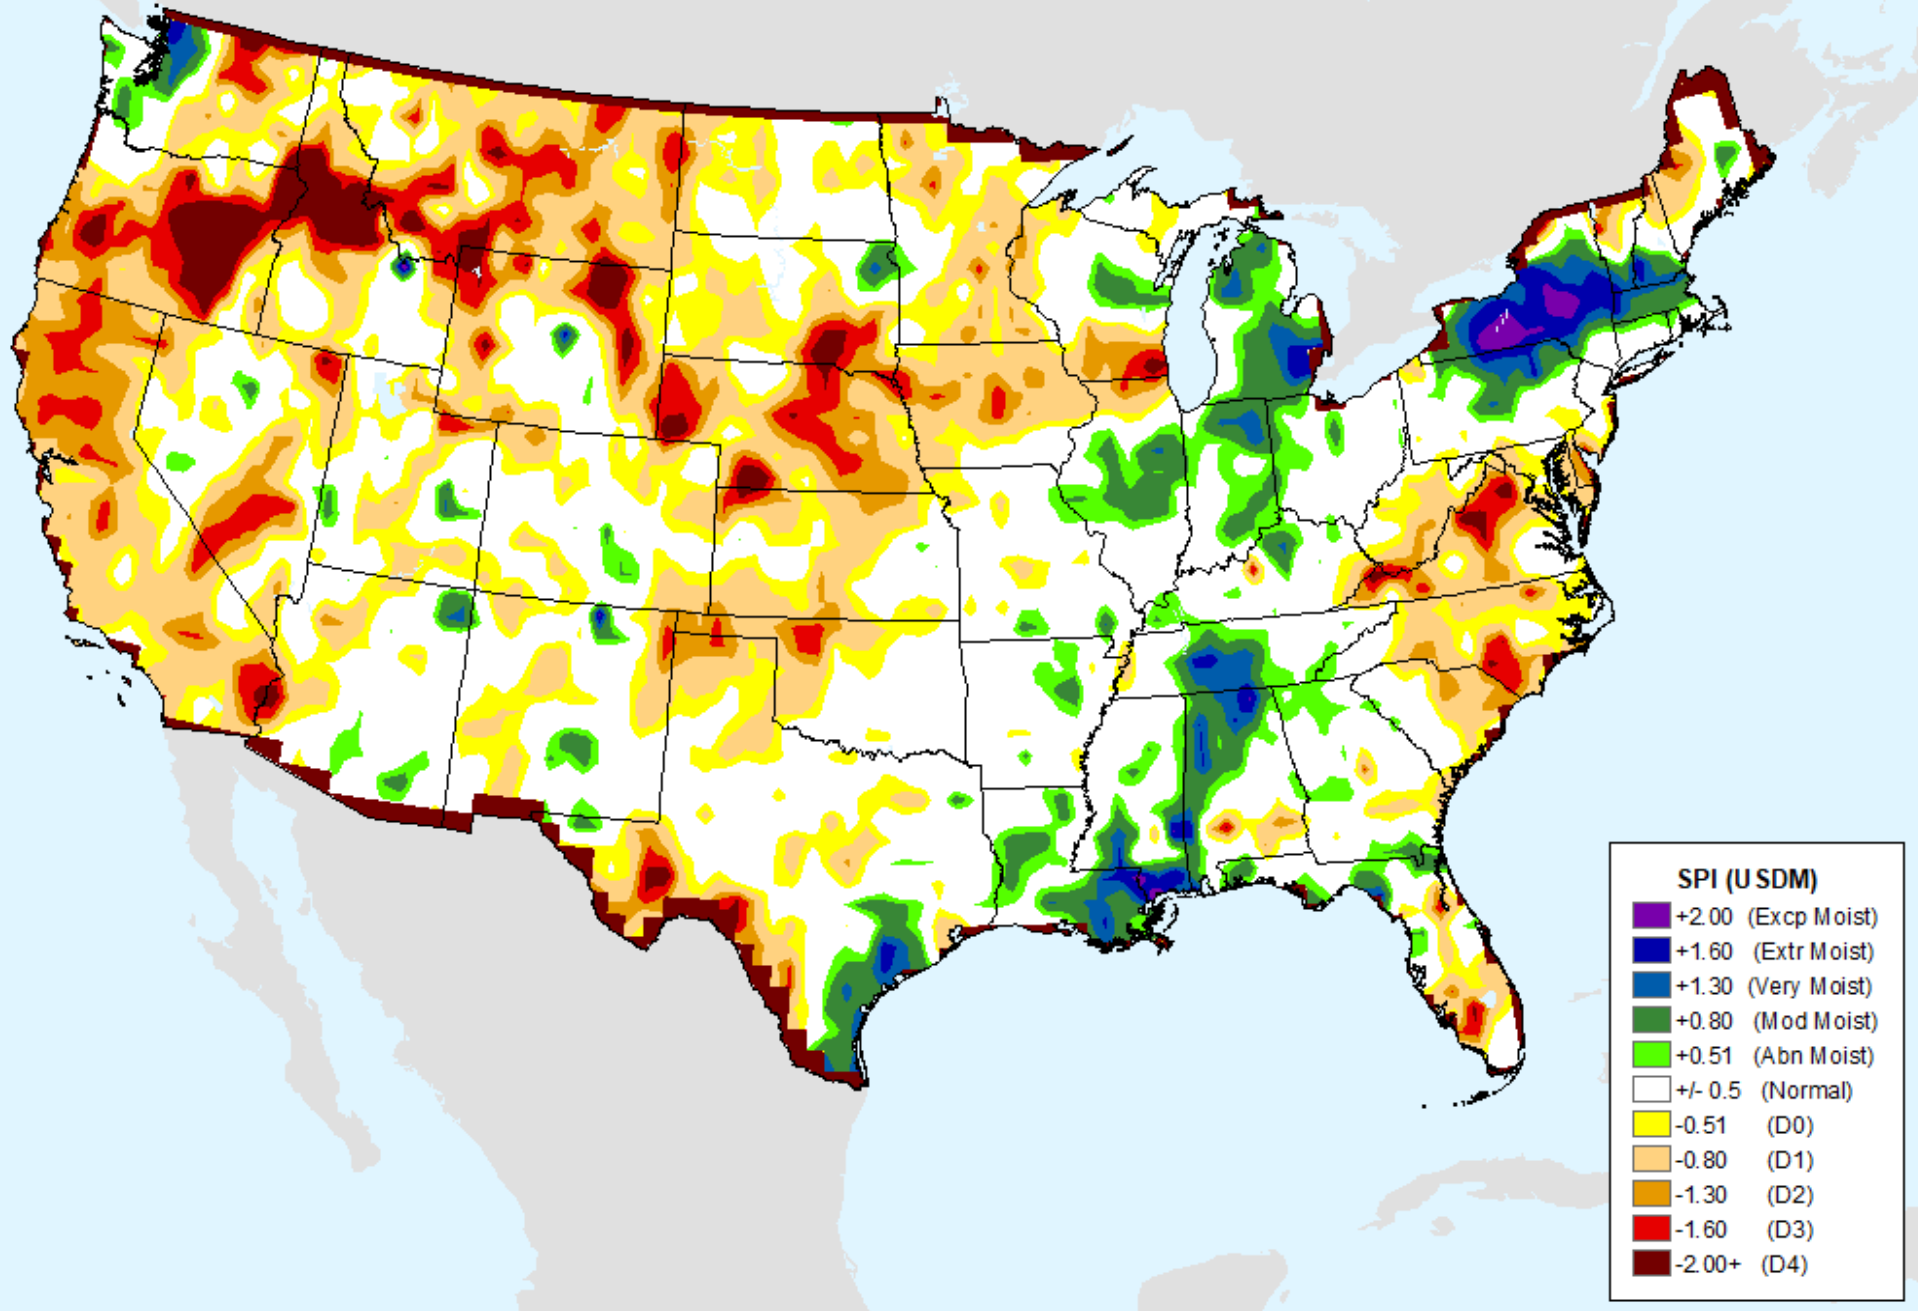 SPI (USDM)
+2.00 (Excp Moist)
+1.60 (Extr Moist)
+1.30 (Very Moist)
+0.80 (Mod Moist)
+0.51 (Abn Moist)
+/- 0.5 (Normal)
-0.51 (D0)
-0.80 (D1)
-1.30 (D2)
-1.60 (D3)
-2.00+ (D4)